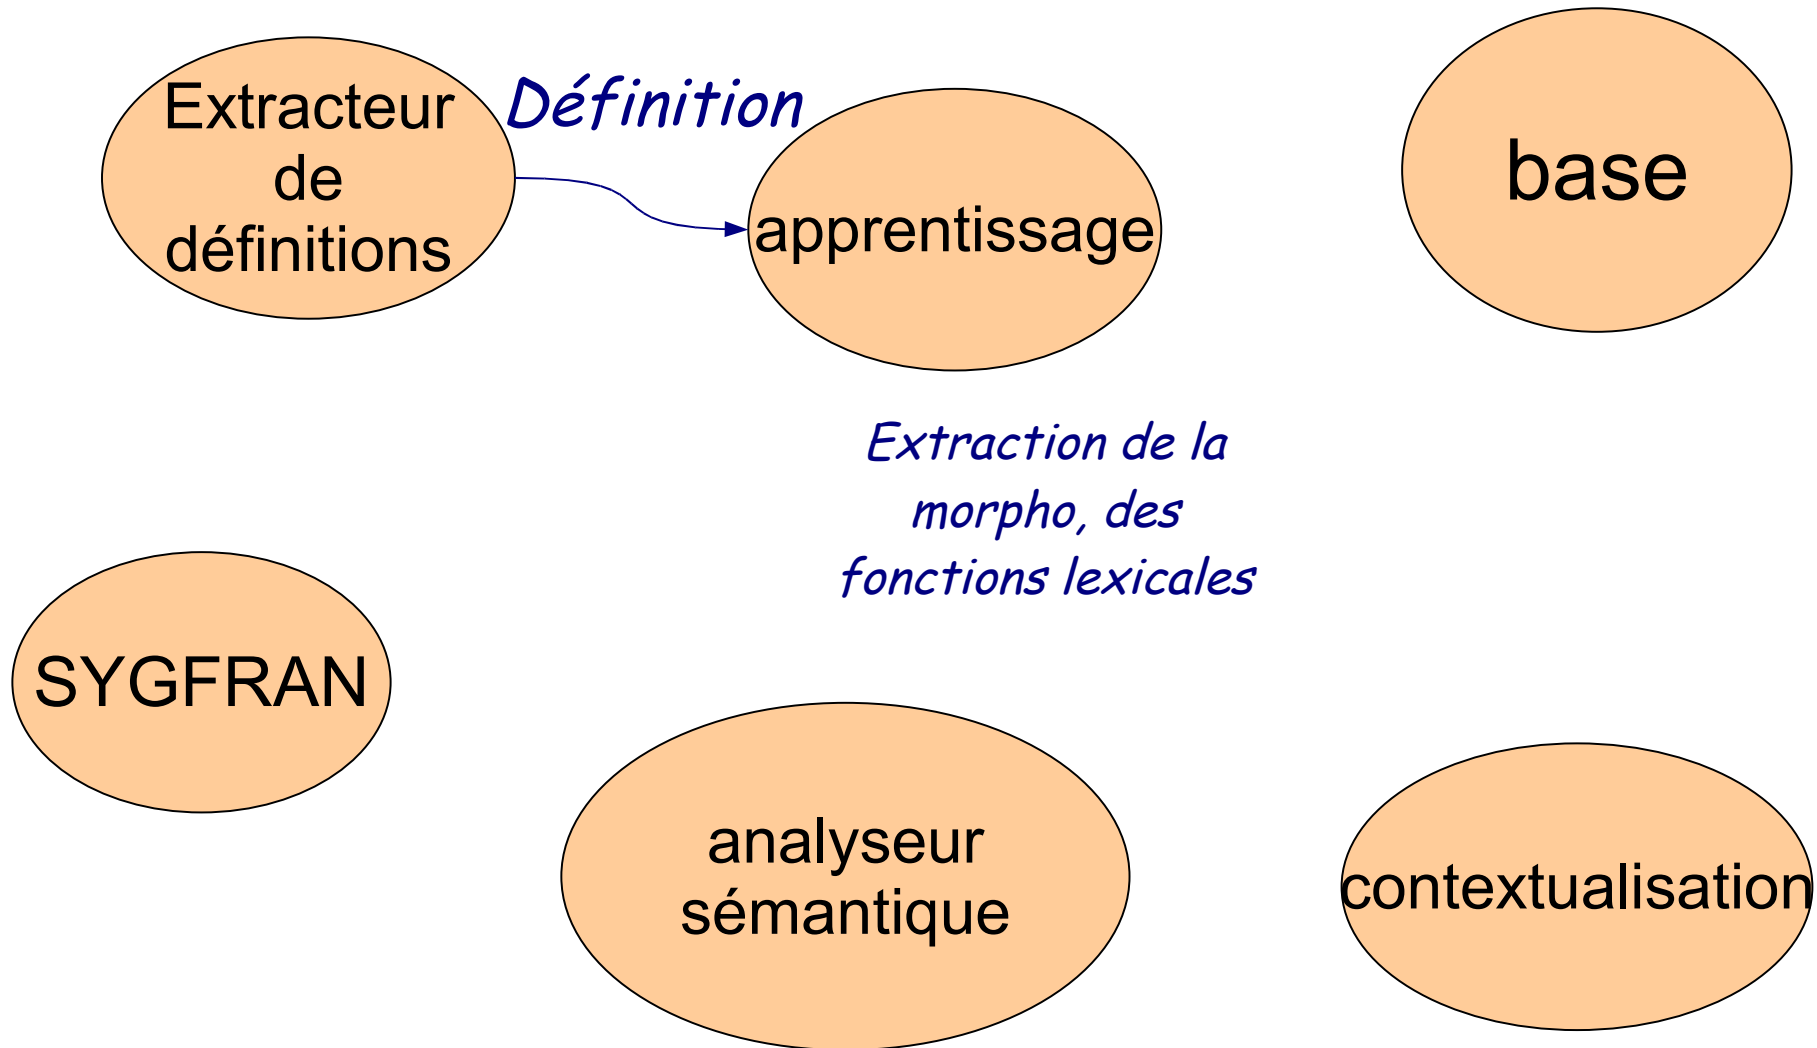 Extracteur
de
définitions
Définition
apprentissage
base
Extraction de la
morpho, des
fonctions lexicales
SYGFRAN
analyseur
sémantique
contextualisation